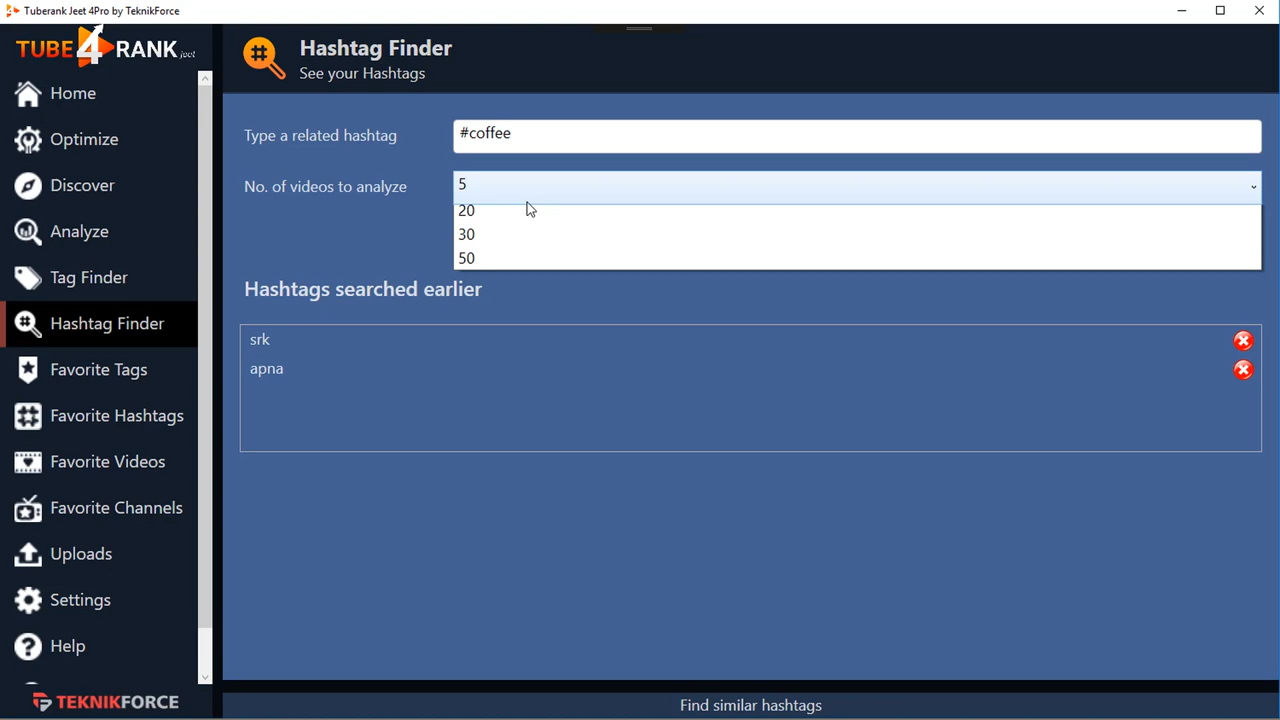 Tuberank Jeet 4Pro by TeknikForce
TUBE4RANK jeet
Home
Optimize
Discover
Analyze
Tag Finder
Hashtag Finder
Favorite Tags
Favorite Hashtags
Favorite Videos
Favorite Channels
Uploads
Settings
Help
TEKNIKFORCE
Hashtag Finder
See your Hashtags
Type a related hashtag
#coffee
No. of videos to analyze
5
20
30
50
Hashtags searched earlier
srk
apna
Find similar hashtags